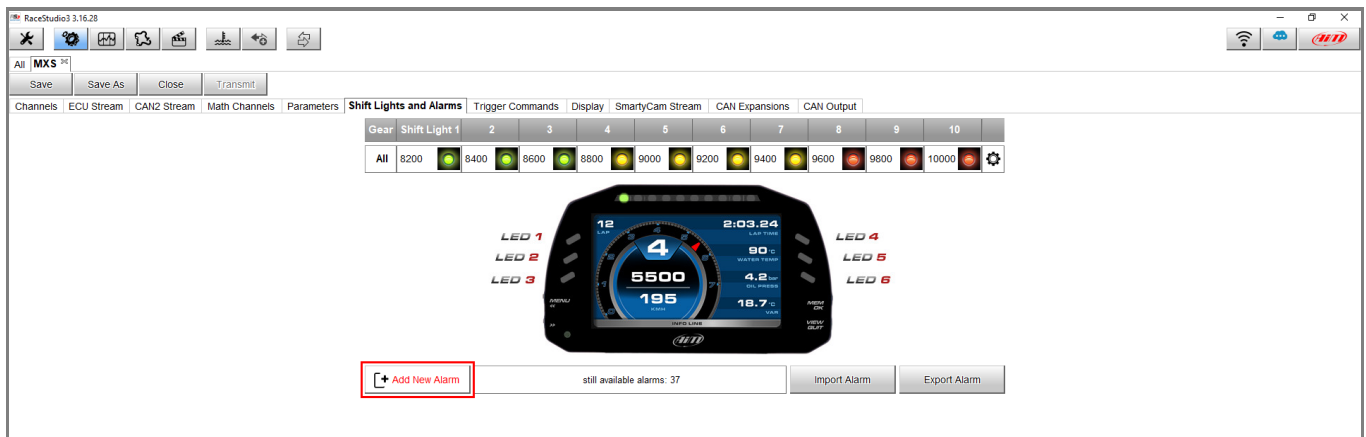 RaceStudio3 3.16.28
AiM
All MXS
Save Save As Close Transmit
Channels ECU Stream CAN2 Stream Math Channels Parameters Shift Lights and Alarms Trigger Commands Display SmartyCam Stream CAN Expansions CAN Output
Gear Shift Light 1 2 3 4 5 6 7 8 9 10
All 8200 8400 8600 8800 9000 9200 9400 9600 9800 10000
12
LAP
2:03.24
LAP TIME
LED 1
LED 2
LED 3
4
5500
195
KMH
90 °C
WATER TEMP
4.2 bar
OIL PRESS
18.7 °C
VAR
LED 4
LED 5
LED 6
MENU
<<
>>
MEM
OK
VIEW
QUIT
INFO LINE
AiM
Add New Alarm still available alarms: 37 Import Alarm Export Alarm